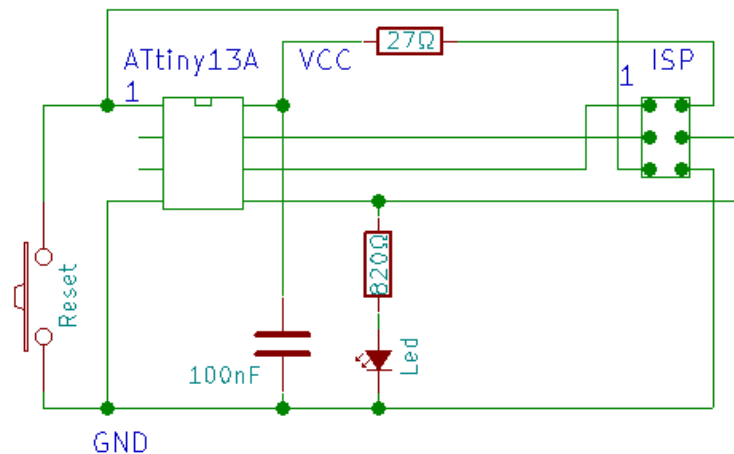 27Ω
ATtiny13A
VCC
ISP
1
1
820Ω
Reset
Led
100nF
GND